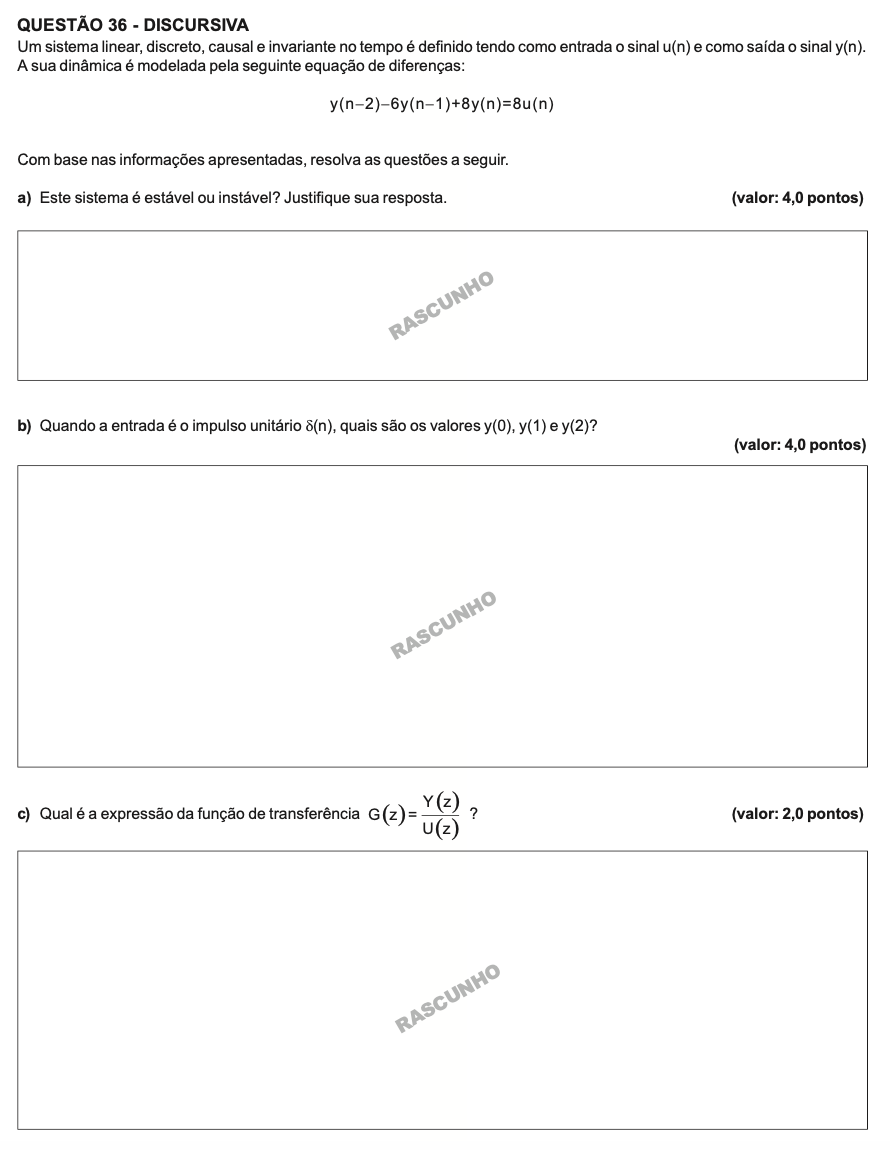 QUESTÃO 36 - DISCURSIVA
Um sistema linear, discreto, causal e invariante no tempo é definido tendo como entrada o sinal u(n) e como saída o sinal y(n).
A sua dinâmica é modelada pela seguinte equação de diferenças:
y(n−2)−6y(n−1)+8y(n)=8u(n)
Com base nas informações apresentadas, resolva as questões a seguir.
a) Este sistema é estável ou instável? Justifique sua resposta. (valor: 4,0 pontos)
RASCUNHO
b) Quando a entrada é o impulso unitário δ(n), quais são os valores y(0), y(1) e y(2)?
(valor: 4,0 pontos)
RASCUNHO
c) Qual é a expressão da função de transferência G(z)=Y(z)/U(z) ? (valor: 2,0 pontos)
RASCUNHO